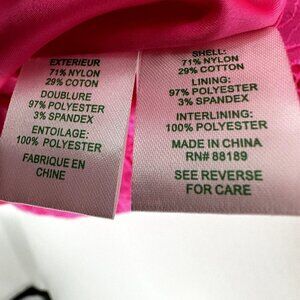 EXTERIEUR
71% NYLON
29% COTON
DOUBLURE
97% POLYESTER
3% SPANDEX
ENTOILAGE:
100% POLYESTER
FABRIQUE EN
CHINE
SHELL:
71% NYLON
29% COTTON
LINING:
97% POLYESTER
3% SPANDEX
INTERLINING:
100% POLYESTER
MADE IN CHINA
RN# 88189
SEE REVERSE
FOR CARE